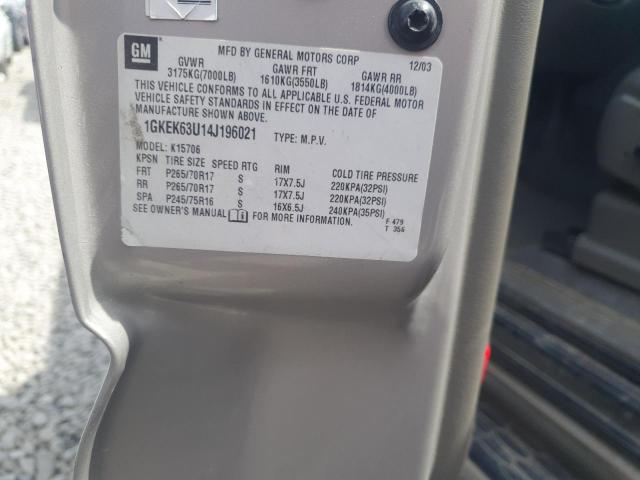 GM
MFD BY GENERAL MOTORS CORP 12/03
GVWR GAWR FRT GAWR RR
3175KG(7000LB) 1610KG(3550LB) 1814KG(4000LB)
THIS VEHICLE CONFORMS TO ALL APPLICABLE U.S. FEDERAL MOTOR
VEHICLE SAFETY STANDARDS IN EFFECT ON THE DATE OF
MANUFACTURE SHOWN ABOVE.
1GKEK63U14J196021 TYPE: M.P.V.
MODEL: K15706
KPSN TIRE SIZE SPEED RTG RIM COLD TIRE PRESSURE
FRT P265/70R17 S 17X7.5J 220KPA(32PSI)
RR P265/70R17 S 17X7.5J 220KPA(32PSI)
SPA P245/75R16 S 16X6.5J 240KPA(35PSI)
SEE OWNER'S MANUAL FOR MORE INFORMATION.
F 479
T 356